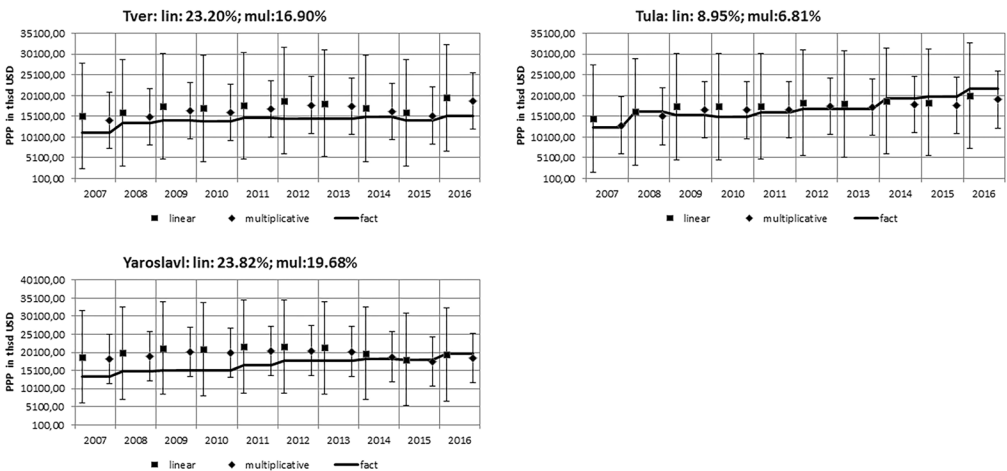 Tver: lin: 23.20%; mul:16.90%
PPP in thsd USD
35100,00
30100,00
25100,00
20100,00
15100,00
10100,00
5100,00
100,00
2007 2008 2009 2010 2011 2012 2013 2014 2015 2016
linear multiplicative fact
Tula: lin: 8.95%; mul:6.81%
PPP in thsd USD
35100,00
30100,00
25100,00
20100,00
15100,00
10100,00
5100,00
100,00
2007 2008 2009 2010 2011 2012 2013 2014 2015 2016
linear multiplicative fact
Yaroslavl: lin: 23.82%; mul:19.68%
PPP in thsd USD
40100,00
35100,00
30100,00
25100,00
20100,00
15100,00
10100,00
5100,00
100,00
2007 2008 2009 2010 2011 2012 2013 2014 2015 2016
linear multiplicative fact